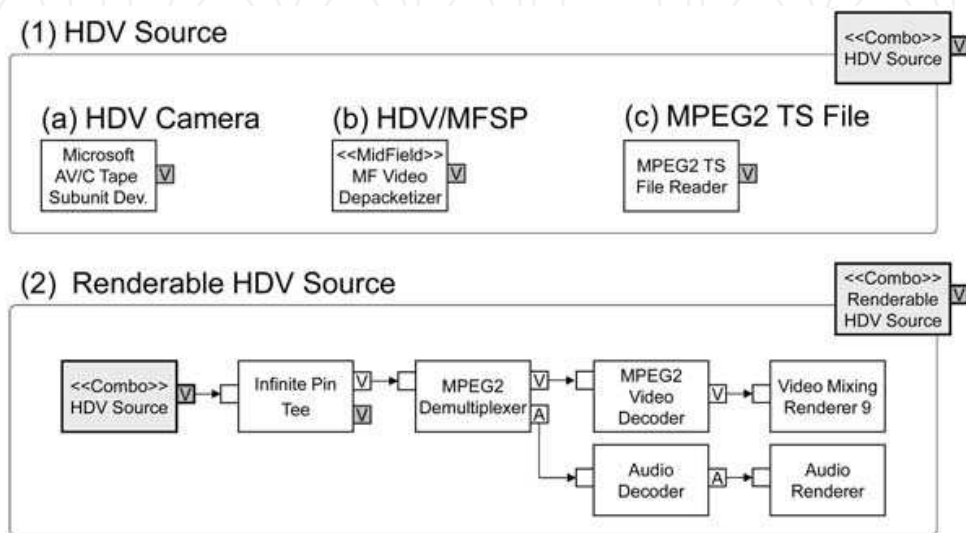 (1) HDV Source
<<Combo>>
HDV Source
V
(a) HDV Camera
Microsoft
AV/C Tape
Subunit Dev.
V
(b) HDV/MFSP
<<MidField>>
MF Video
Depacketizer
V
(c) MPEG2 TS File
MPEG2 TS
File Reader
V
(2) Renderable HDV Source
<<Combo>>
Renderable
HDV Source
V
<<Combo>>
HDV Source
V
Infinite Pin
Tee
V
V
MPEG2
Demultiplexer
V
A
MPEG2
Video
Decoder
V
Video Mixing
Renderer 9
Audio
Decoder
A
Audio
Renderer